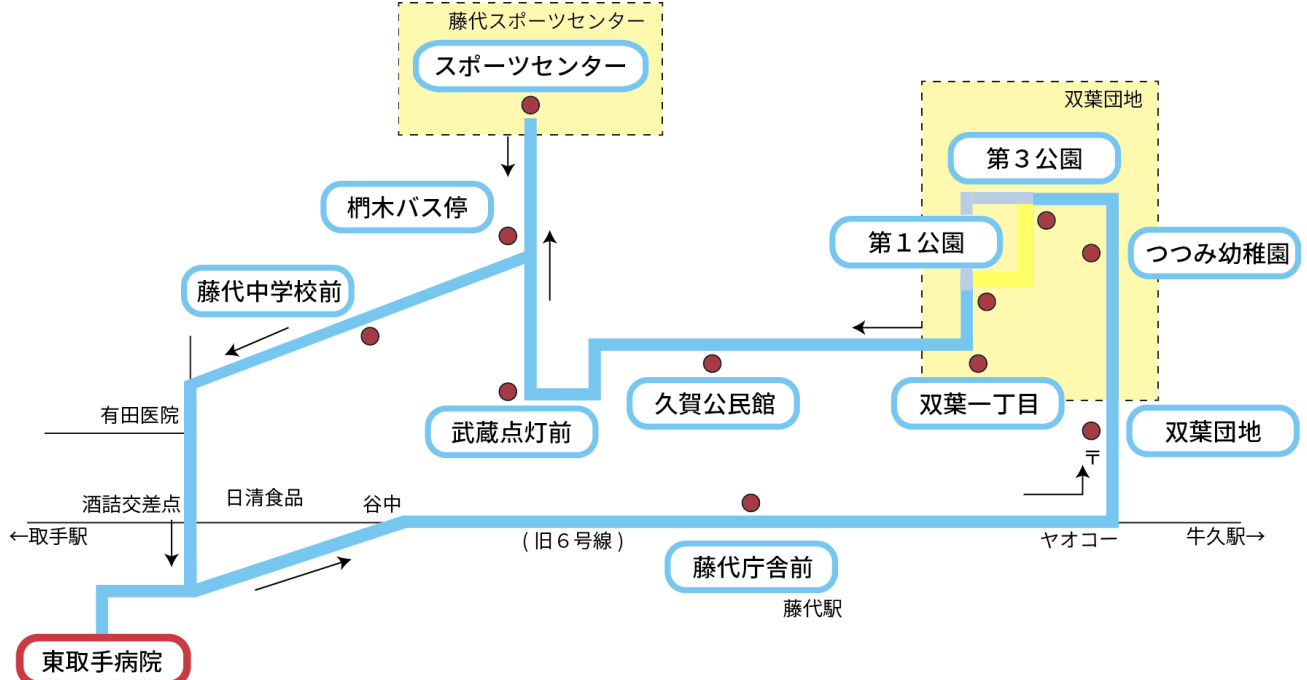 藤代スポーツセンター
スポーツセンター
双葉団地
第３公園
椚木バス停
第１公園
つつみ幼稚園
藤代中学校前
有田医院
武蔵点灯前
久賀公民館
双葉一丁目
双葉団地
〒
酒詰交差点
日清食品
谷中
←取手駅
(旧６号線)
ヤオコー
牛久駅→
藤代庁舎前
藤代駅
東取手病院